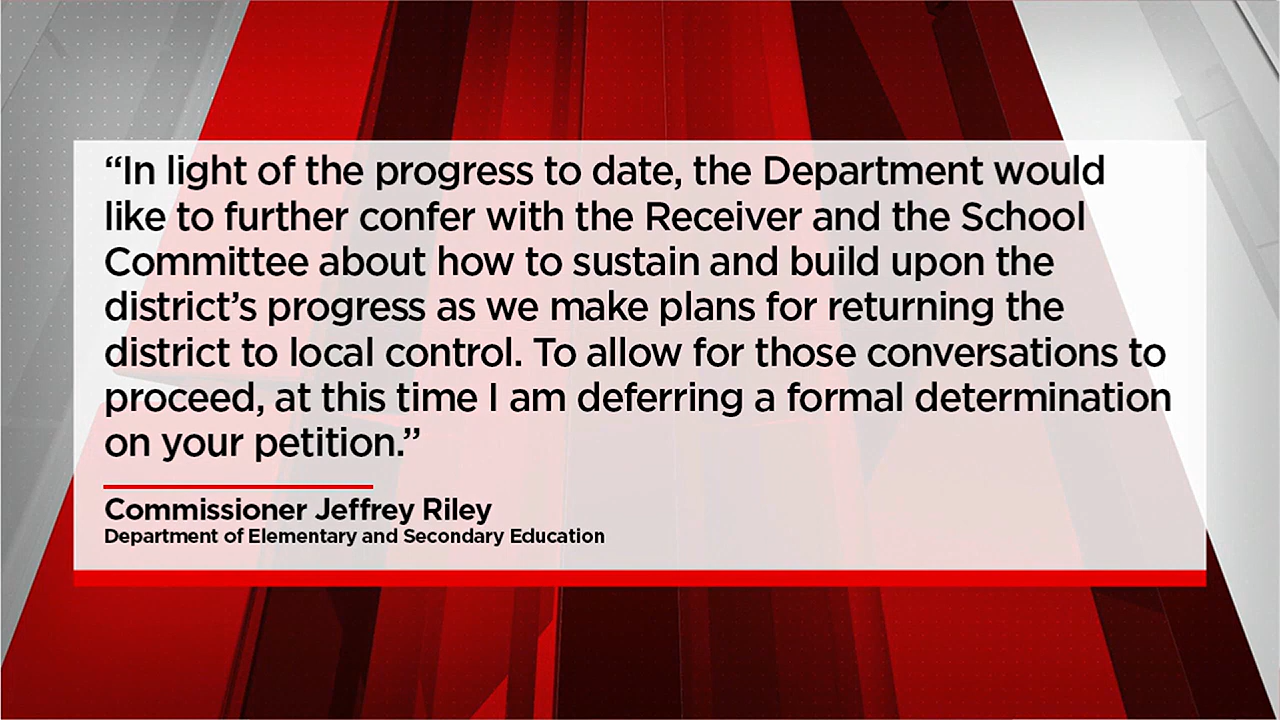 “In light of the progress to date, the Department would
like to further confer with the Receiver and the School
Committee about how to sustain and build upon the
district’s progress as we make plans for returning the
district to local control. To allow for those conversations to
proceed, at this time I am deferring a formal determination
on your petition.”
Commissioner Jeffrey Riley
Department of Elementary and Secondary Education